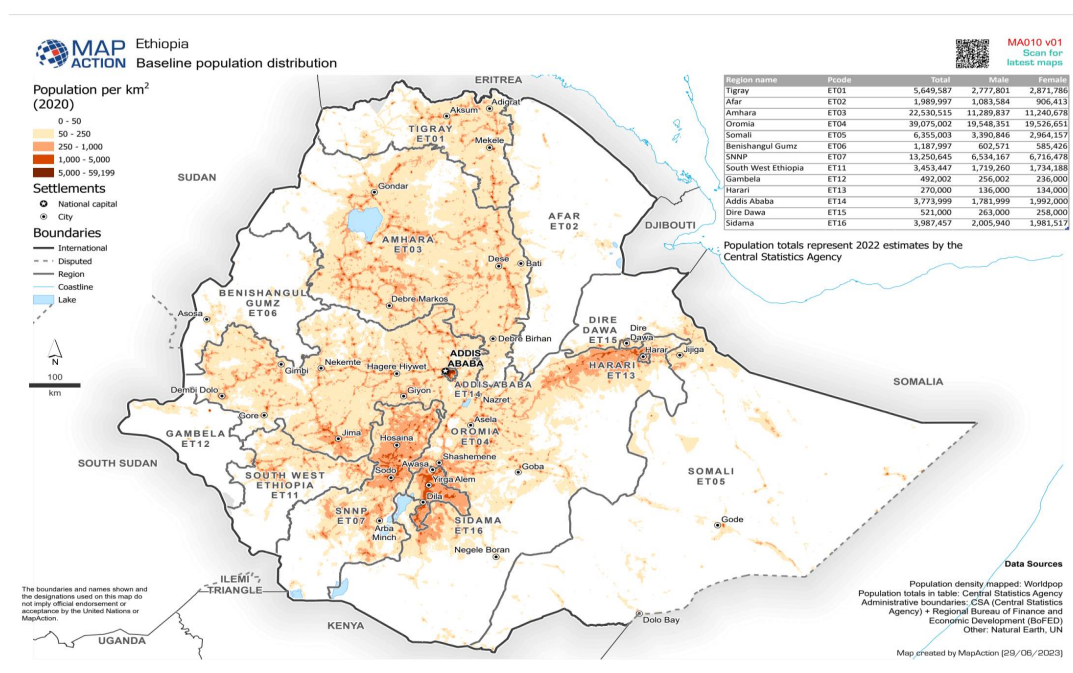 MAP
ACTION
Ethiopia
Baseline population distribution
MA010 v01
Scan for
latest maps
Population per km2
(2020)
0 - 50
50 - 250
250 - 1,000
1,000 - 5,000
5,000 - 59,199
Settlements
National capital
City
Boundaries
International
Disputed
Region
Coastline
Lake
N
100
km
Region name Pcode Total Male Female
Tigray ET01 5,649,587 2,777,801 2,871,786
Afar ET02 1,989,997 1,083,584 906,413
Amhara ET03 22,530,515 11,289,837 11,240,678
Oromia ET04 39,075,002 19,548,351 19,526,651
Somali ET05 6,355,003 3,390,846 2,964,157
Benishangul Gumz ET06 1,187,997 602,571 585,426
SNNP ET07 13,250,645 6,534,167 6,716,478
South West Ethiopia ET11 3,453,447 1,719,260 1,734,188
Gambela ET12 492,002 256,002 236,000
Harari ET13 270,000 136,000 134,000
Addis Ababa ET14 3,773,999 1,781,999 1,992,000
Dire Dawa ET15 521,000 263,000 258,000
Sidama ET16 3,987,457 2,005,940 1,981,517
Population totals represent 2022 estimates by the
Central Statistics Agency
ERITREA
Adigrat
Aksum
TIGRAY
ET01
Mekele
SUDAN
Gondar
AFAR
ET02
DJIBOUTI
AMHARA
ET03
Dese
Bati
BENISHANGUL
GUMZ
ET06
Debre Markos
Asosa
DIRE
DAWA
ET15
Dire
Dawa
Debre Birhan
ADDIS
ABABA
Harar
Jijiga
HARARI
ET13
Nekemte
Gimbi
Hagere Hiywet
SOMALIA
Dembi Dolo
Giyon
ADDIS ABABA
ET14
Nazret
Gore
Asela
GAMBELA
ET12
Jima
Hosaina
OROMIA
ET04
SOUTH SUDAN
Shashemene
Awasa
Goba
SOUTH WEST
ETHIOPIA
ET11
Sodo
Yirga Alem
SOMALI
ET05
Dila
SNNP
ET07
SIDAMA
ET16
Gode
Arba
Minch
Negele Boran
ILEMI
TRIANGLE
KENYA
Dolo Bay
UGANDA
The boundaries and names shown and
the designations used on this map do
not imply official endorsement or
acceptance by the United Nations or
MapAction.
Data Sources
Population density mapped: Worldpop
Population totals in table: Central Statistics Agency
Administrative boundaries: CSA (Central Statistics
Agency) + Regional Bureau of Finance and
Economic Development (BoFED)
Other: Natural Earth, UN
Map created by MapAction (29/06/2023)